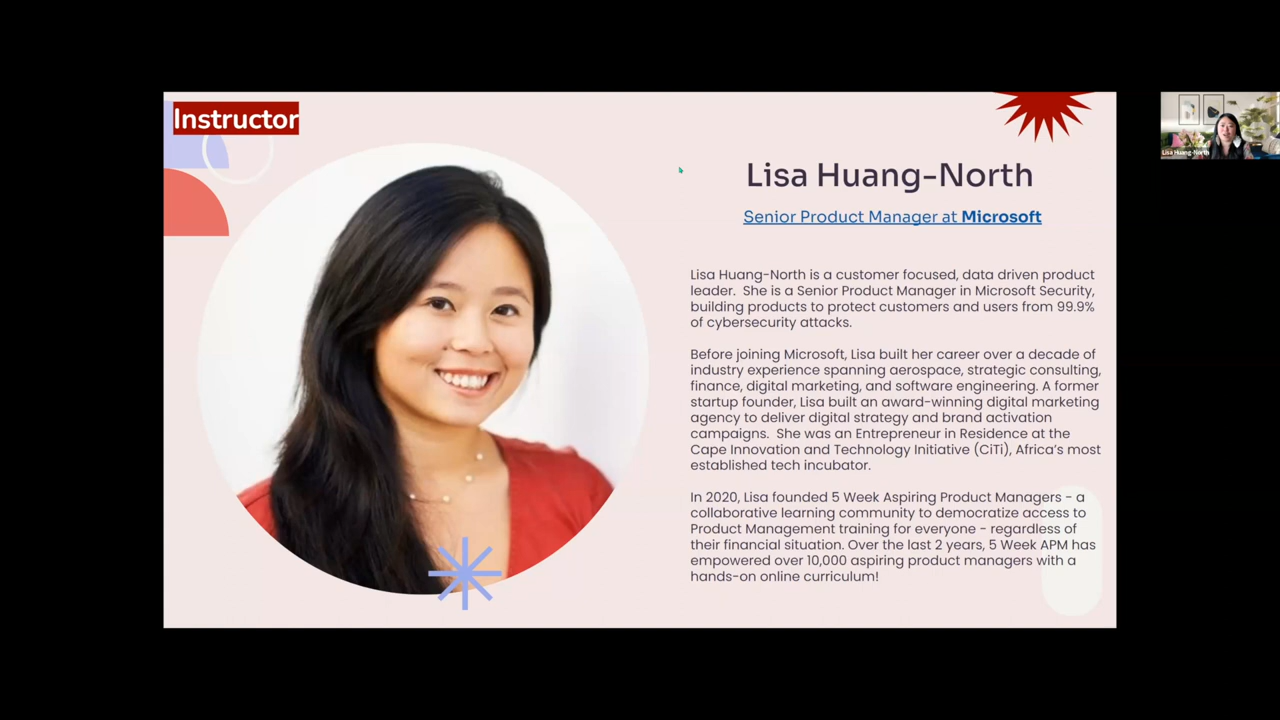 Instructor
Lisa Huang-North
Senior Product Manager at Microsoft
Lisa Huang-North is a customer focused, data driven product
leader. She is a Senior Product Manager in Microsoft Security,
building products to protect customers and users from 99.9%
of cybersecurity attacks.
Before joining Microsoft, Lisa built her career over a decade of
industry experience spanning aerospace, strategic consulting,
finance, digital marketing, and software engineering. A former
startup founder, Lisa built an award-winning digital marketing
agency to deliver digital strategy and brand activation
campaigns. She was an Entrepreneur in Residence at the
Cape Innovation and Technology Initiative (CiTi), Africa's most
established tech incubator.
In 2020, Lisa founded 5 Week Aspiring Product Managers - a
collaborative learning community to democratize access to
Product Management training for everyone - regardless of
their financial situation. Over the last 2 years, 5 Week APM has
empowered over 10,000 aspiring product managers with a
hands-on online curriculum!
Lisa Huang-North